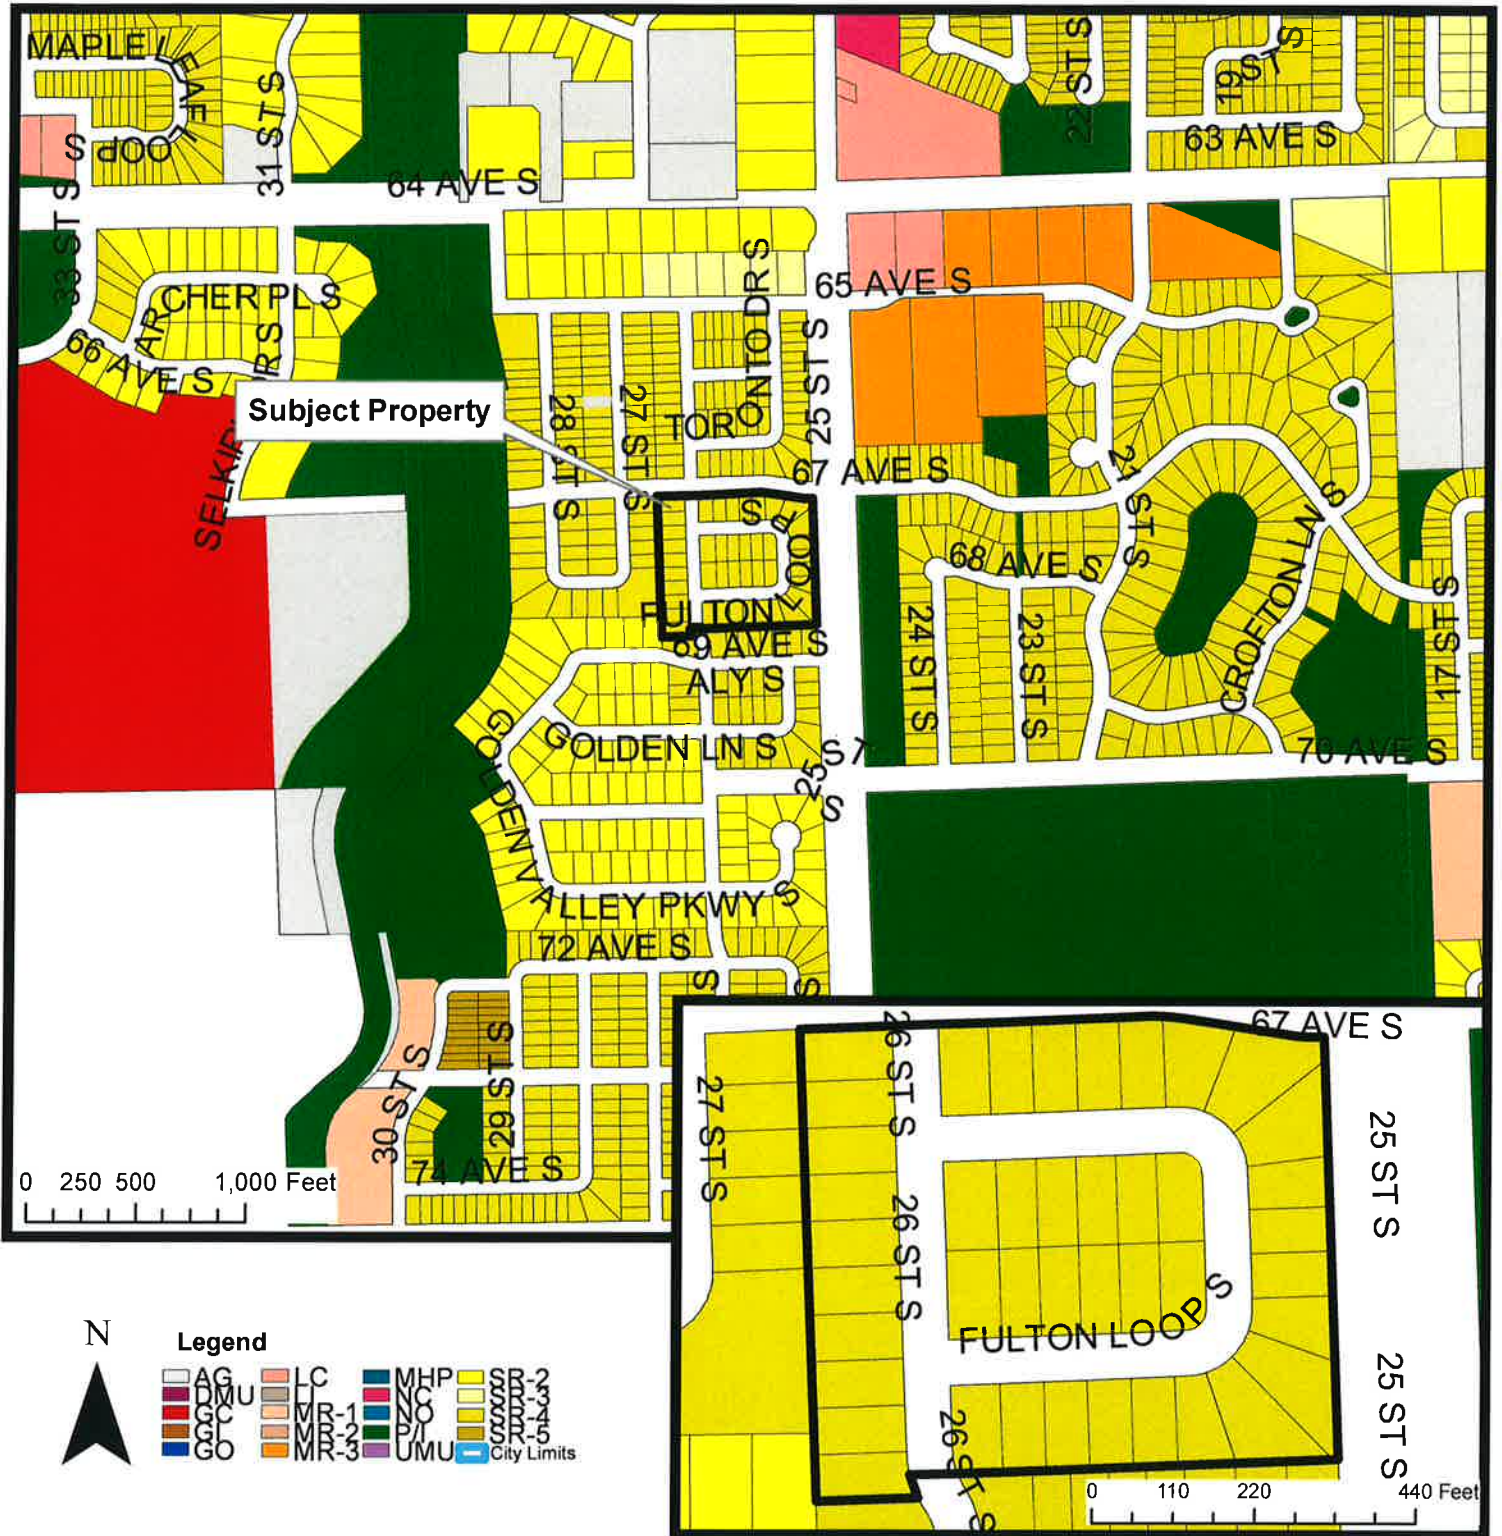 MAPLE LEAF LOOP S
31 ST S
22 ST S
19 ST S
63 AVE S
64 AVE S
33 ST S
ARCHER PL S
66 AVE S
65 AVE S
TORONTO DR S
25 ST S
Subject Property
28 ST S
27 ST S
67 AVE S
21 ST S
FULTON LOOP S
68 AVE S
CROFTON LN S
24 ST S
23 ST S
17 ST S
69 AVE S
ALY S
GOLDEN LN S
25 ST S
70 AVE S
GOLDEN VALLEY PKWY S
72 AVE S
S
S
29 ST S
30 ST S
74 AVE S
0 250 500 1,000 Feet
67 AVE S
26 ST S
27 ST S
25 ST S
26 ST S
FULTON LOOP S
25 ST S
26 ST S
0 110 220 440 Feet
N
Legend
AG LC MHP SR-2
DMU LI NC SR-3
GC MR-1 NO SR-4
GI MR-2 P/I SR-5
GO MR-3 UMU City Limits